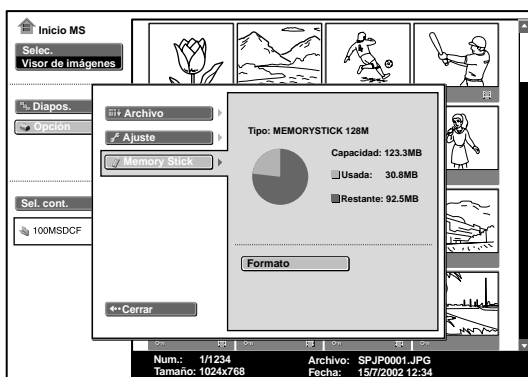 Inicio MS
Selec.
Visor de imágenes
Diapos.
Opción
Sel. cont.
100MSDCF
Archivo
Ajuste
Memory Stick
Cerrar
Tipo: MEMORYSTICK 128M
Capacidad: 123.3MB
Usada: 30.8MB
Restante: 92.5MB
Formato
Num.: 1/1234
Archivo: SPJP0001.JPG
Tamaño: 1024x768
Fecha: 15/7/2002 12:34